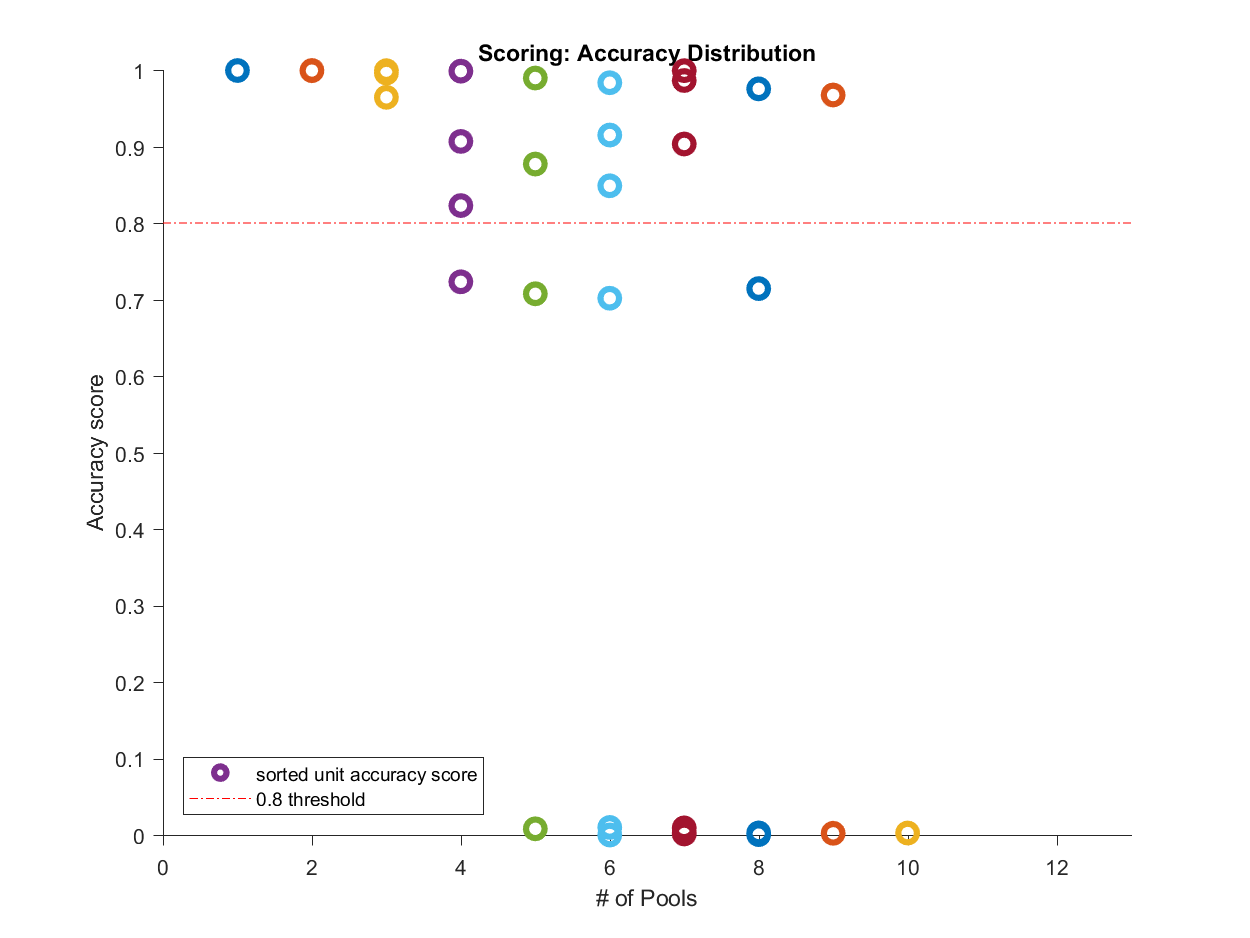 Scoring: Accuracy Distribution
1
0.9
0.8
0.7
0.6
0.5
0.4
0.3
0.2
0.1
0
Accuracy score
sorted unit accuracy score
0.8 threshold
0 2 4 6 8 10 12
# of Pools